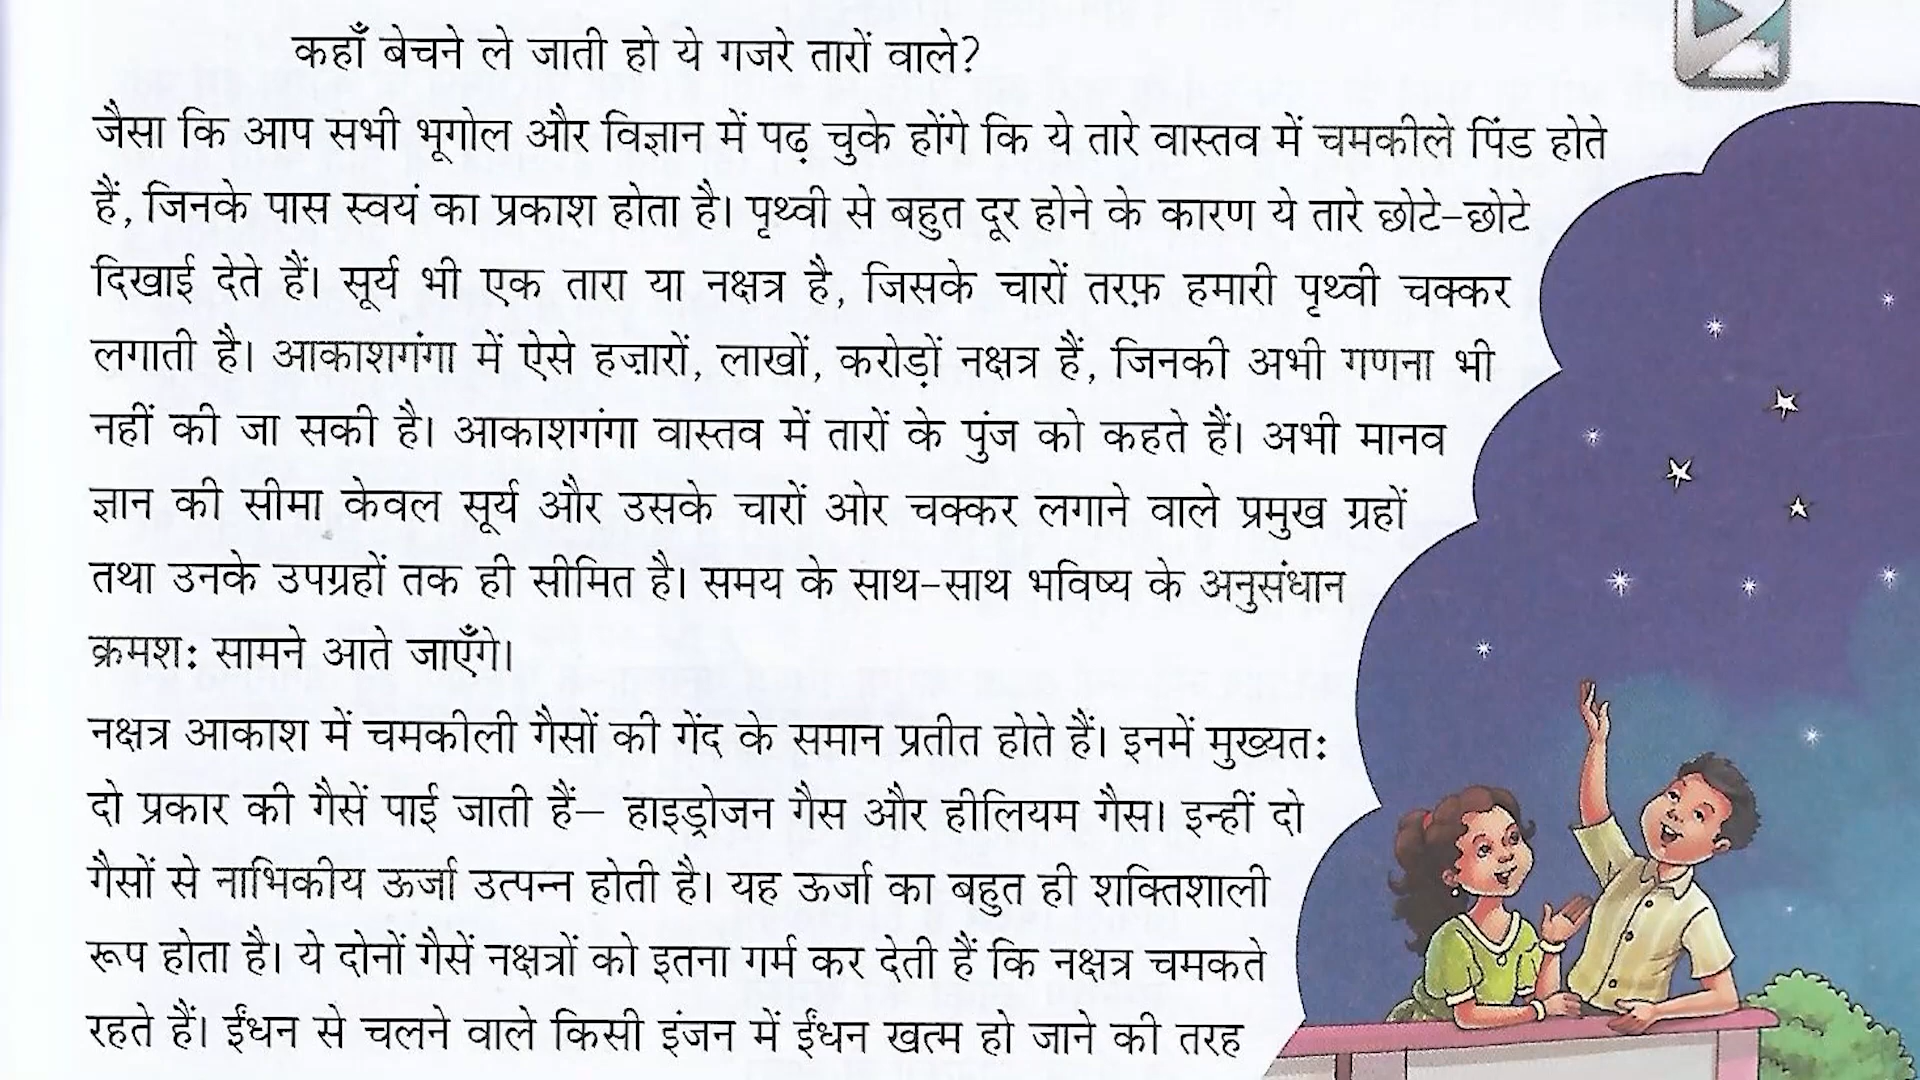 कहाँ बेचने ले जाती हो ये गजरे तारों वाले?
जैसा कि आप सभी भूगोल और विज्ञान में पढ़ चुके होंगे कि ये तारे वास्तव में चमकीले पिंड होते
हैं, जिनके पास स्वयं का प्रकाश होता है। पृथ्वी से बहुत दूर होने के कारण ये तारे छोटे-छोटे
दिखाई देते हैं। सूर्य भी एक तारा या नक्षत्र है, जिसके चारों तरफ़ हमारी पृथ्वी चक्कर
लगाती है। आकाशगंगा में ऐसे हज़ारों, लाखों, करोड़ों नक्षत्र हैं, जिनकी अभी गणना भी
नहीं की जा सकी है। आकाशगंगा वास्तव में तारों के पुंज को कहते हैं। अभी मानव
ज्ञान की सीमा केवल सूर्य और उसके चारों ओर चक्कर लगाने वाले प्रमुख ग्रहों
तथा उनके उपग्रहों तक ही सीमित है। समय के साथ-साथ भविष्य के अनुसंधान
क्रमशः सामने आते जाएँगे।
नक्षत्र आकाश में चमकीली गैसों की गेंद के समान प्रतीत होते हैं। इनमें मुख्यतः
दो प्रकार की गैसें पाई जाती हैं– हाइड्रोजन गैस और हीलियम गैस। इन्हीं दो
गैसों से नाभिकीय ऊर्जा उत्पन्न होती है। यह ऊर्जा का बहुत ही शक्तिशाली
रूप होता है। ये दोनों गैसें नक्षत्रों को इतना गर्म कर देती हैं कि नक्षत्र चमकते
रहते हैं। ईंधन से चलने वाले किसी इंजन में ईंधन खत्म हो जाने की तरह